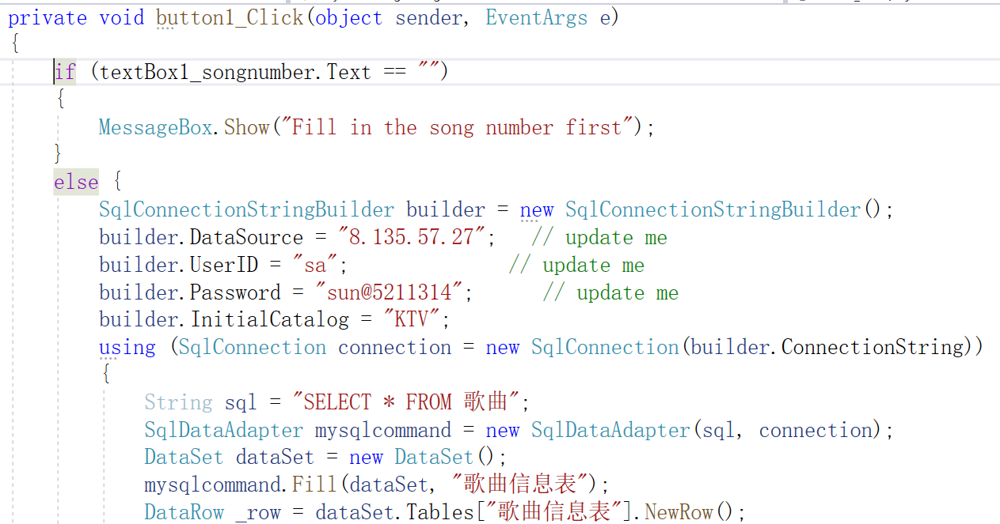 private void button1_Click(object sender, EventArgs e)
{
if (textBox1_songnumber.Text == "")
{
MessageBox.Show("Fill in the song number first");
}
else {
SqlConnectionStringBuilder builder = new SqlConnectionStringBuilder();
builder.DataSource = "8.135.57.27";   // update me
builder.UserID = "sa";              // update me
builder.Password = "sun@5211314";      // update me
builder.InitialCatalog = "KTV";
using (SqlConnection connection = new SqlConnection(builder.ConnectionString))
{
String sql = "SELECT * FROM 歌曲";
SqlDataAdapter mysqlcommand = new SqlDataAdapter(sql, connection);
DataSet dataSet = new DataSet();
mysqlcommand.Fill(dataSet, "歌曲信息表");
DataRow _row = dataSet.Tables["歌曲信息表"].NewRow();